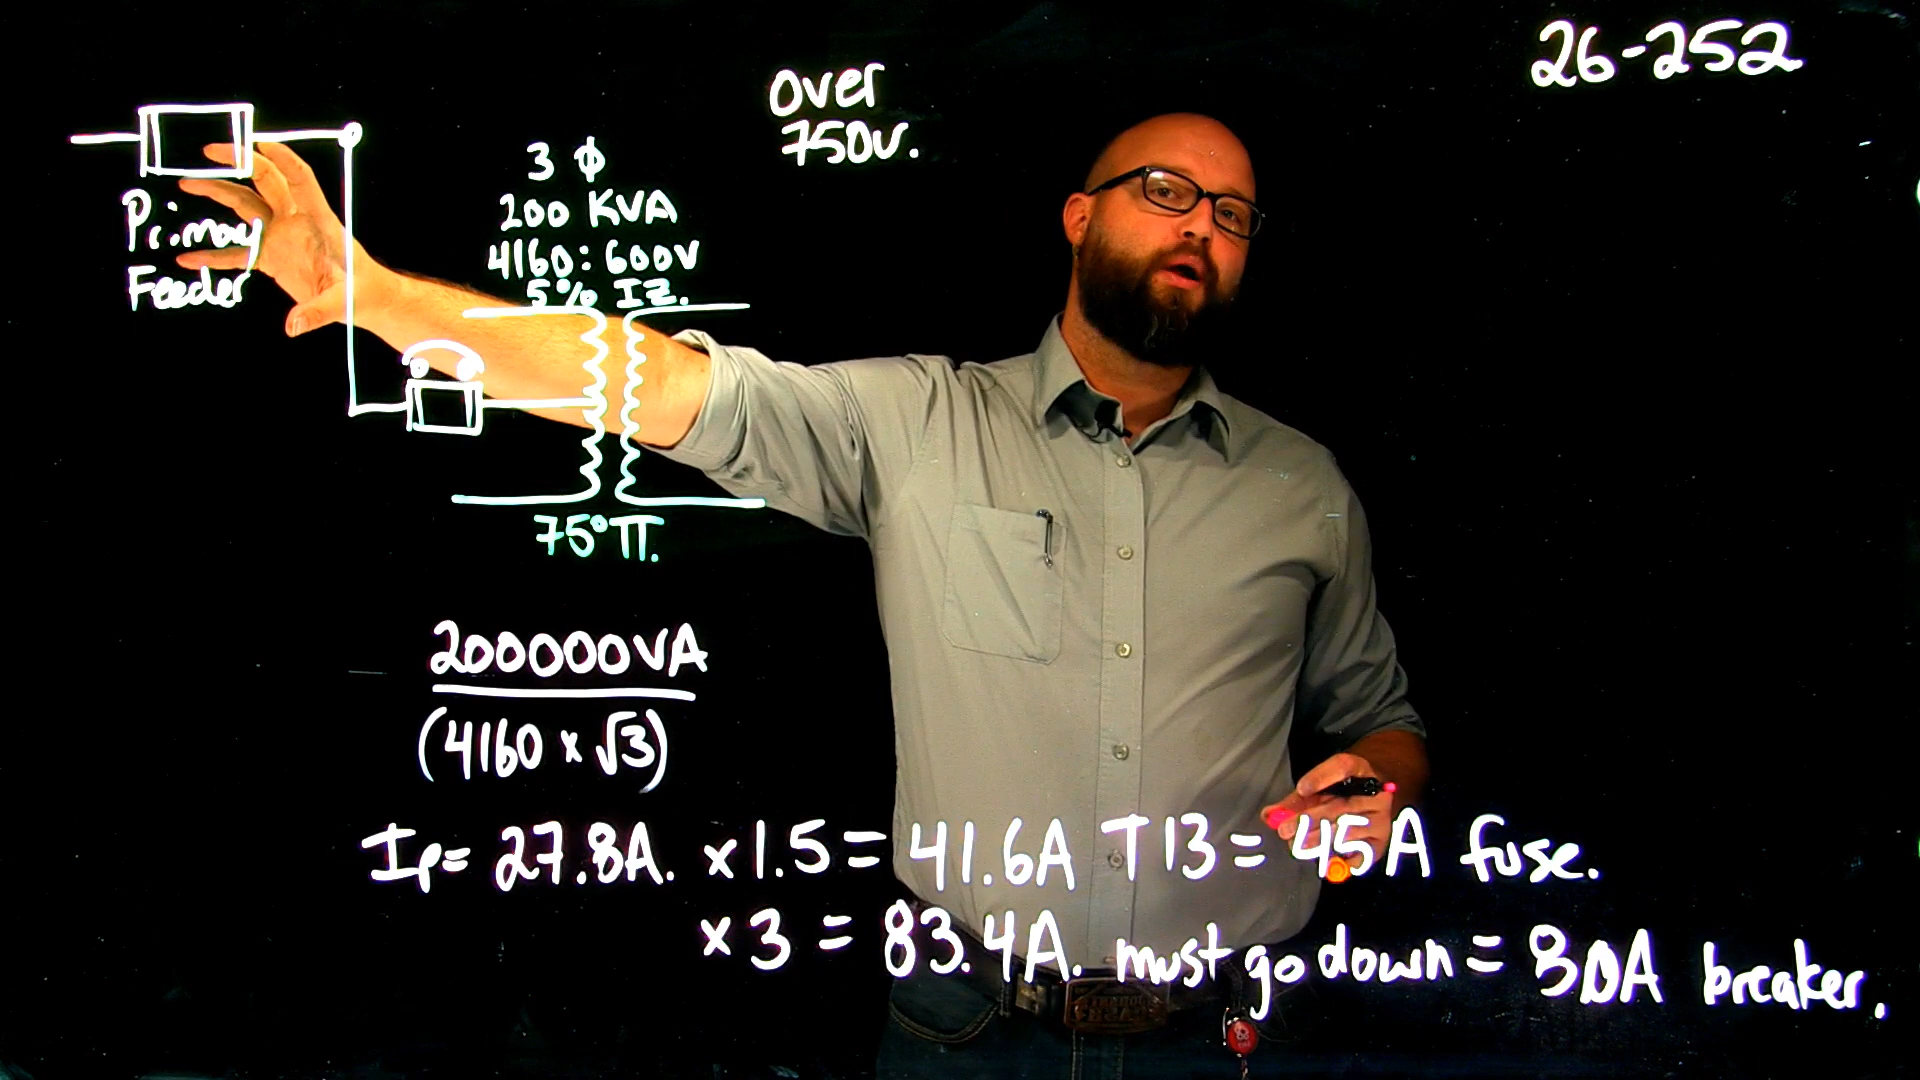 26-252
Over
750v.
3 ϕ
200 KVA
4160:600V
5% IZ.
Primary
Feeder
75°TT.
200000VA
(4160 x √3)
Ip= 27.8A. x1.5= 41.6A T13= 45A fuse.
x3 = 83.4A. must go down = 80A breaker.